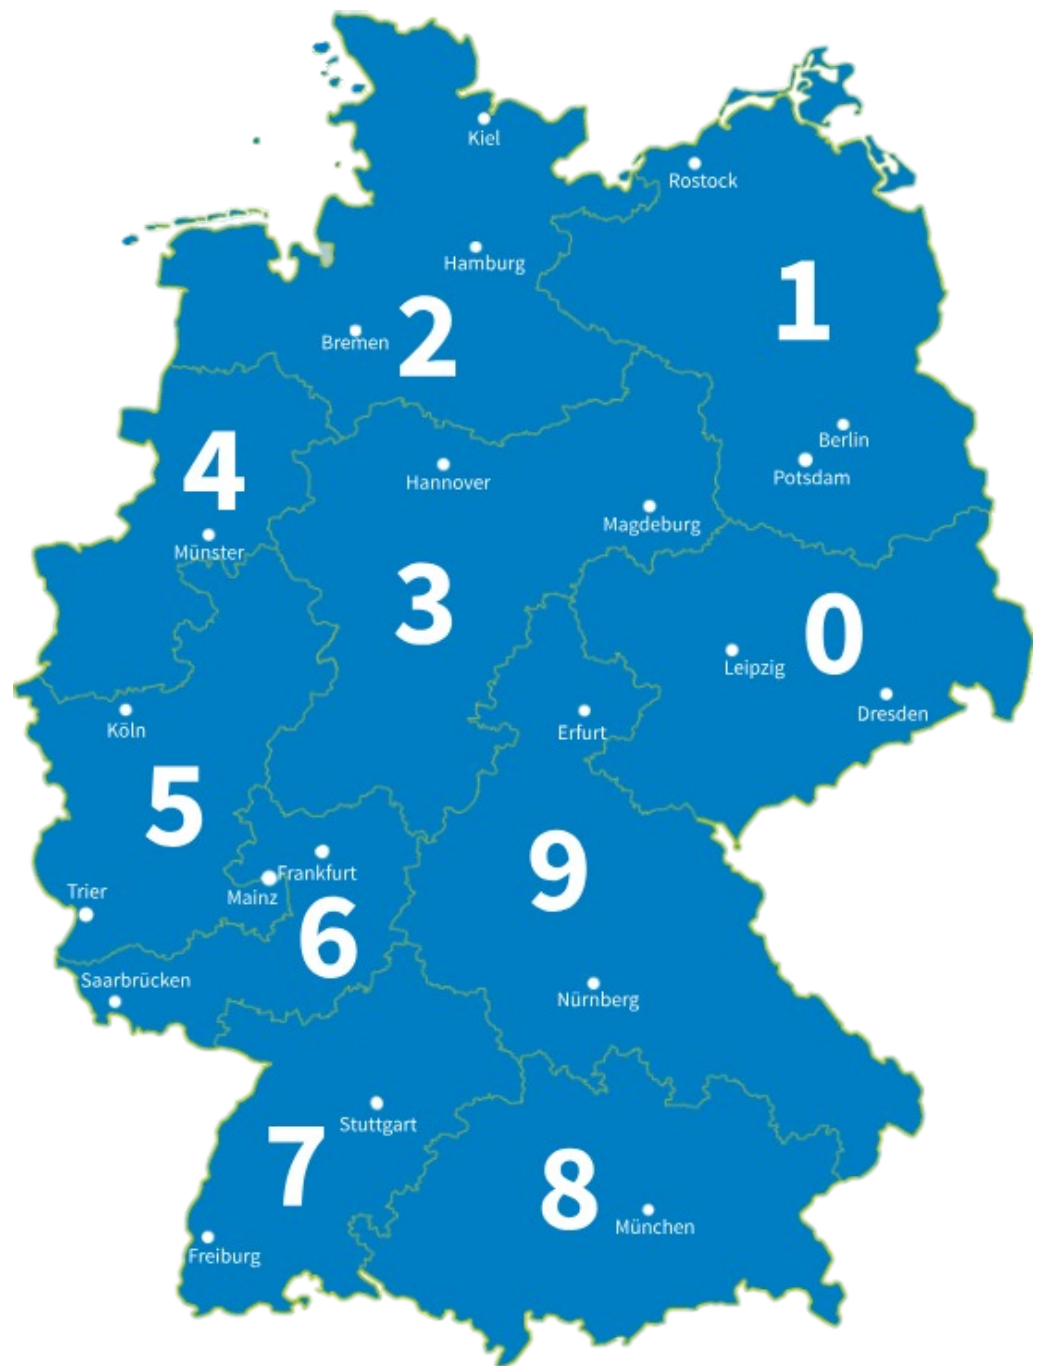 Kiel
Rostock
Hamburg
1
2
Bremen
Berlin
4
Hannover
Potsdam
Magdeburg
Münster
3
0
Leipzig
Dresden
Köln
Erfurt
5
9
Frankfurt
Trier
Mainz
6
Saarbrücken
Nürnberg
Stuttgart
7
8
München
Freiburg